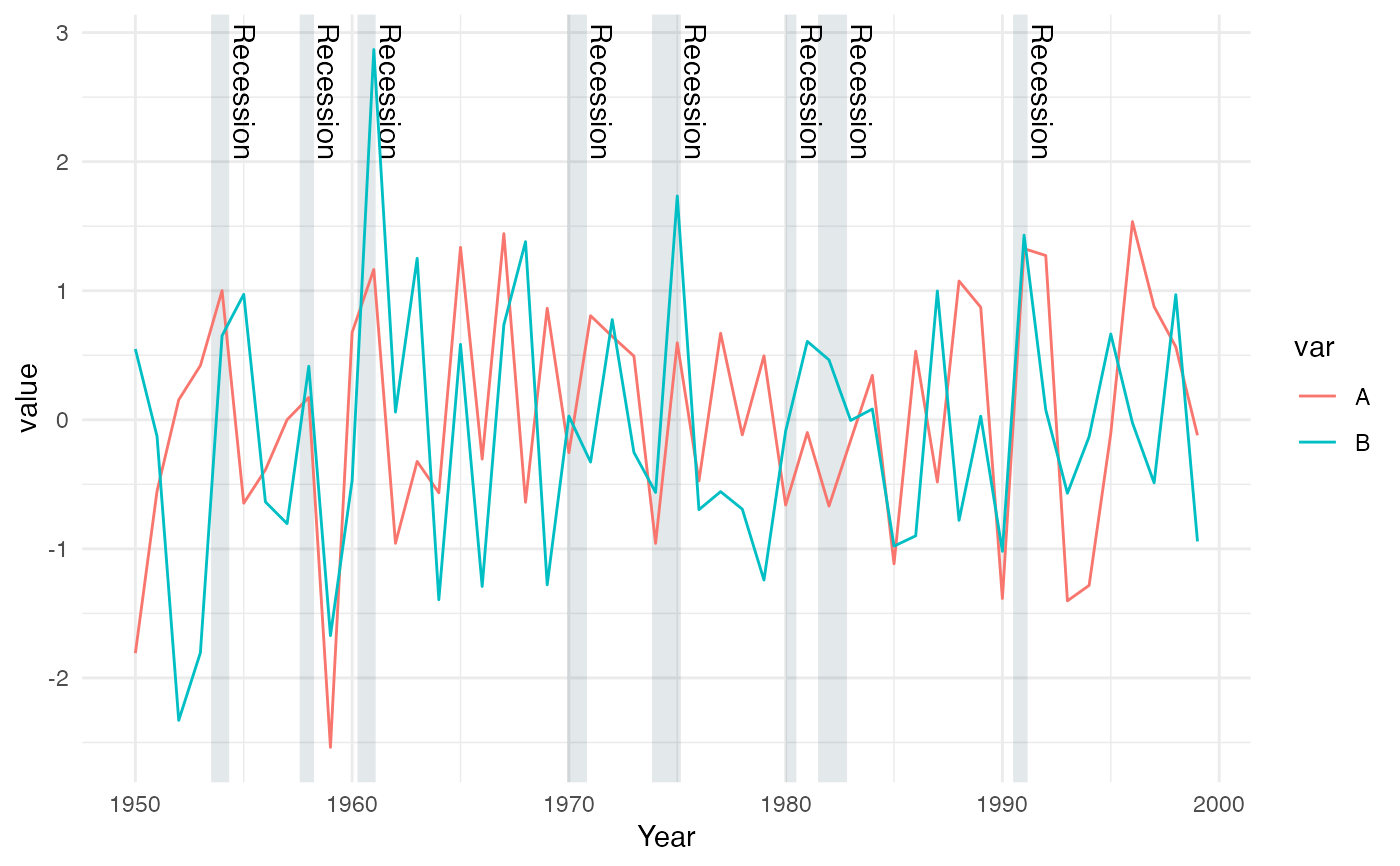 3
2
1
0
-1
-2
value
Recession
Recession
Recession
Recession
Recession
Recession
Recession
Recession
1950
1960
1970
1980
1990
2000
Year
var
A
B